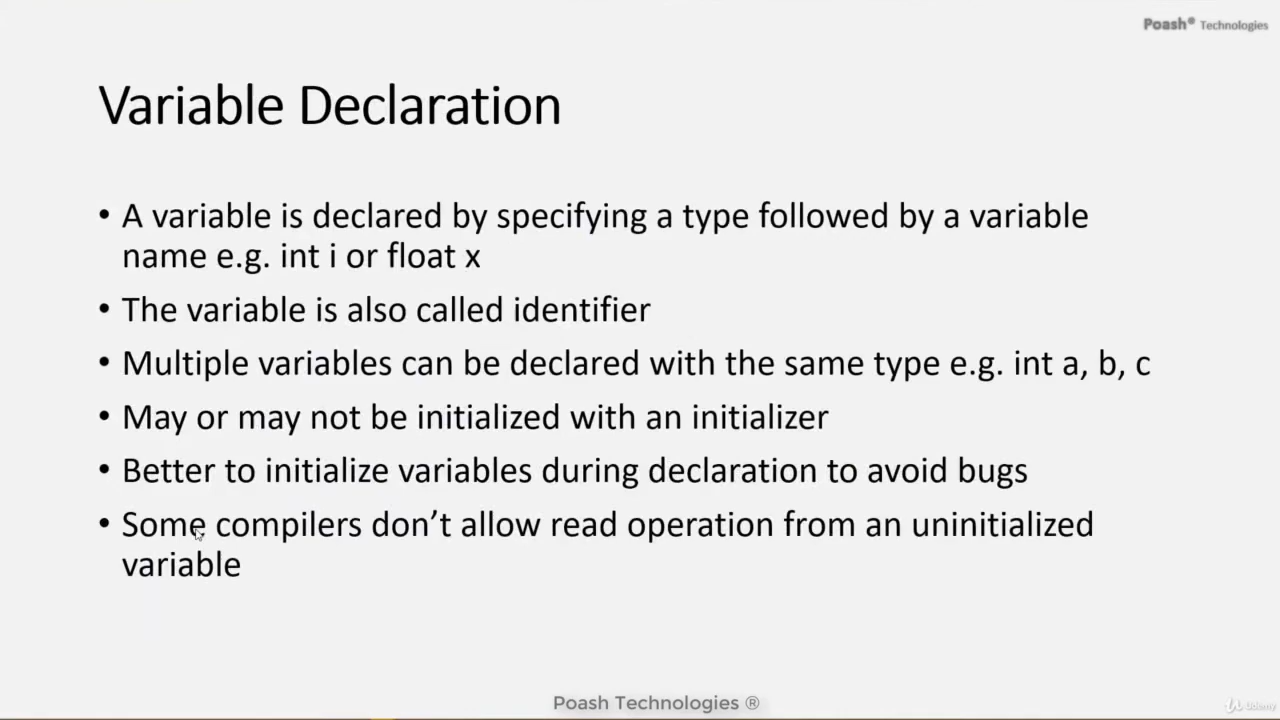 Poash® Technologies
Variable Declaration
• A variable is declared by specifying a type followed by a variable
name e.g. int i or float x
• The variable is also called identifier
• Multiple variables can be declared with the same type e.g. int a, b, c
• May or may not be initialized with an initializer
• Better to initialize variables during declaration to avoid bugs
• Some compilers don’t allow read operation from an uninitialized
variable
Poash Technologies ®
Udemy